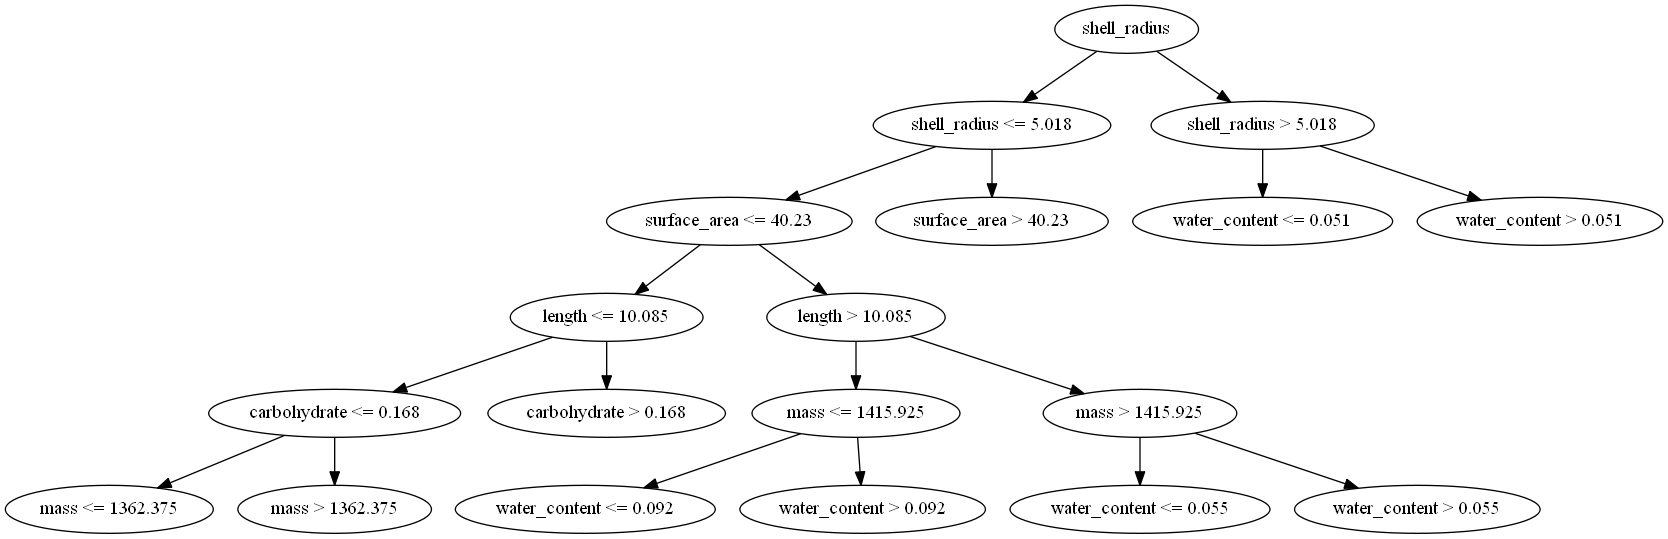 shell_radius
shell_radius <= 5.018
shell_radius > 5.018
surface_area <= 40.23
surface_area > 40.23
water_content <= 0.051
water_content > 0.051
length <= 10.085
length > 10.085
carbohydrate <= 0.168
carbohydrate > 0.168
mass <= 1415.925
mass > 1415.925
mass <= 1362.375
mass > 1362.375
water_content <= 0.092
water_content > 0.092
water_content <= 0.055
water_content > 0.055